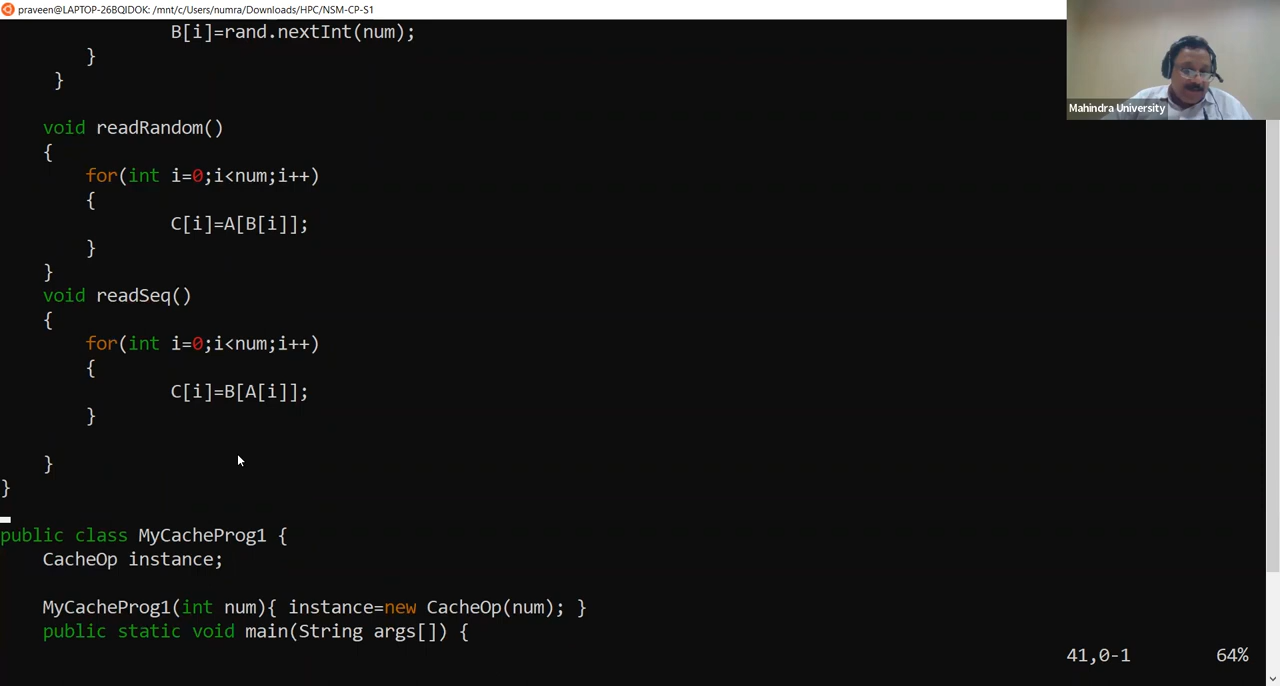 praveen@LAPTOP-26BQIDOK: /mnt/c/Users/numra/Downloads/HPC/NSM-CP-S1
B[i]=rand.nextInt(num);
}
}
void readRandom()
{
for(int i=0;i<num;i++)
{
C[i]=A[B[i]];
}
}
void readSeq()
{
for(int i=0;i<num;i++)
{
C[i]=B[A[i]];
}
}
}
public class MyCacheProg1 {
CacheOp instance;
MyCacheProg1(int num){ instance=new CacheOp(num); }
public static void main(String args[]) {
41,0-1 64%
Mahindra University